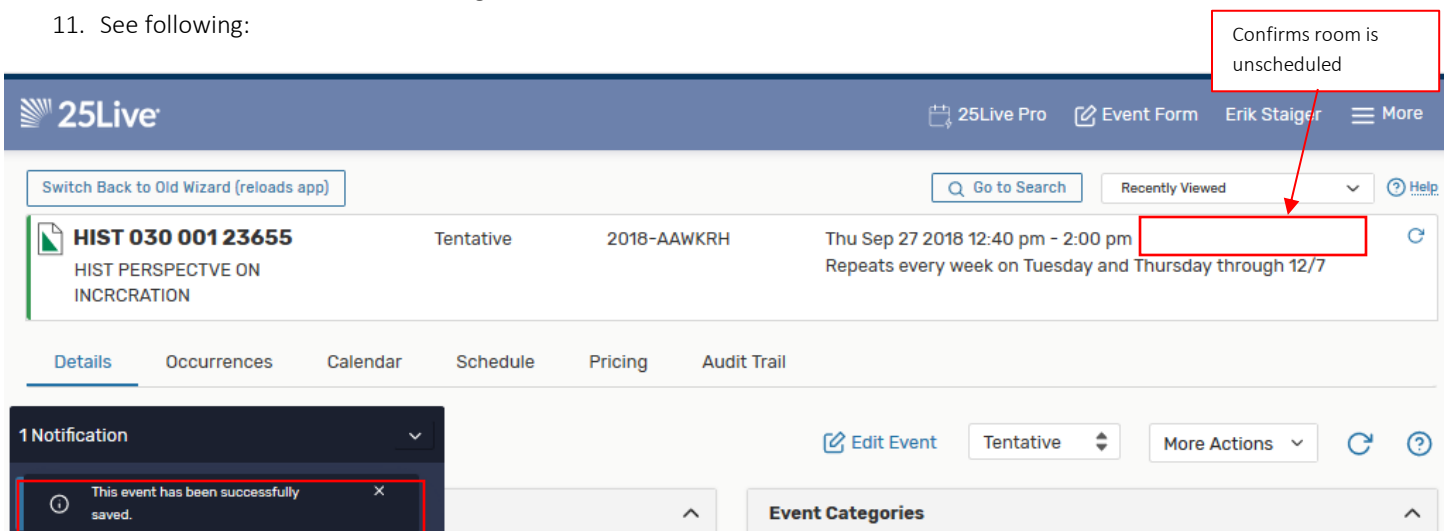 11. See following:
Confirms room is
unscheduled
25Live
25Live Pro Event Form Erik Staiger More
Switch Back to Old Wizard (reloads app) Go to Search Recently Viewed Help
HIST 030 001 23655 Tentative 2018-AAWKRH Thu Sep 27 2018 12:40 pm - 2:00 pm
HIST PERSPECTVE ON Repeats every week on Tuesday and Thursday through 12/7
INCRCRATION
Details Occurrences Calendar Schedule Pricing Audit Trail
1 Notification Edit Event Tentative More Actions
This event has been successfully
saved.
Event Categories